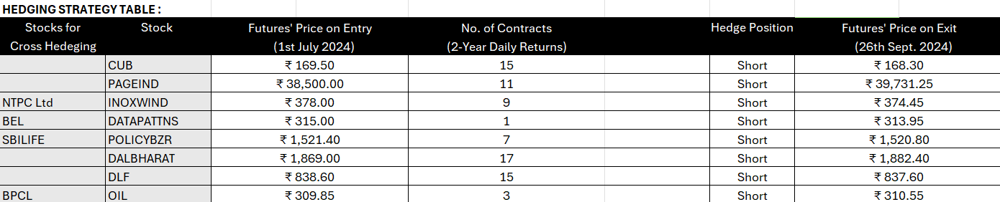 HEDGING STRATEGY TABLE :
Stocks for Cross Hedeging Stock Futures' Price on Entry (1st July 2024) No. of Contracts (2-Year Daily Returns) Hedge Position Futures' Price on Exit (26th Sept. 2024)
CUB ₹ 169.50 15 Short ₹ 168.30
PAGEIND ₹ 38,500.00 11 Short ₹ 39,731.25
NTPC Ltd INOXWIND ₹ 378.00 9 Short ₹ 374.45
BEL DATAPATTNS ₹ 315.00 1 Short ₹ 313.95
SBILIFE POLICYBZR ₹ 1,521.40 7 Short ₹ 1,520.80
DALBHARAT ₹ 1,869.00 17 Short ₹ 1,882.40
DLF ₹ 838.60 15 Short ₹ 837.60
BPCL OIL ₹ 309.85 3 Short ₹ 310.55